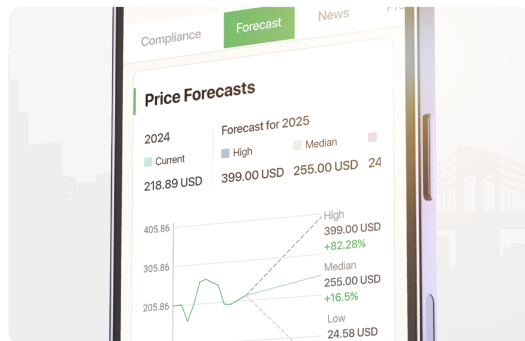 Compliance Forecast News
Price Forecasts
2024 Forecast for 2025
Current High Median
218.89 USD 399.00 USD 255.00 USD 24
High
405.86 399.00 USD
+82.28%
Median
305.86 255.00 USD
+16.5%
205.86
Low
24.58 USD